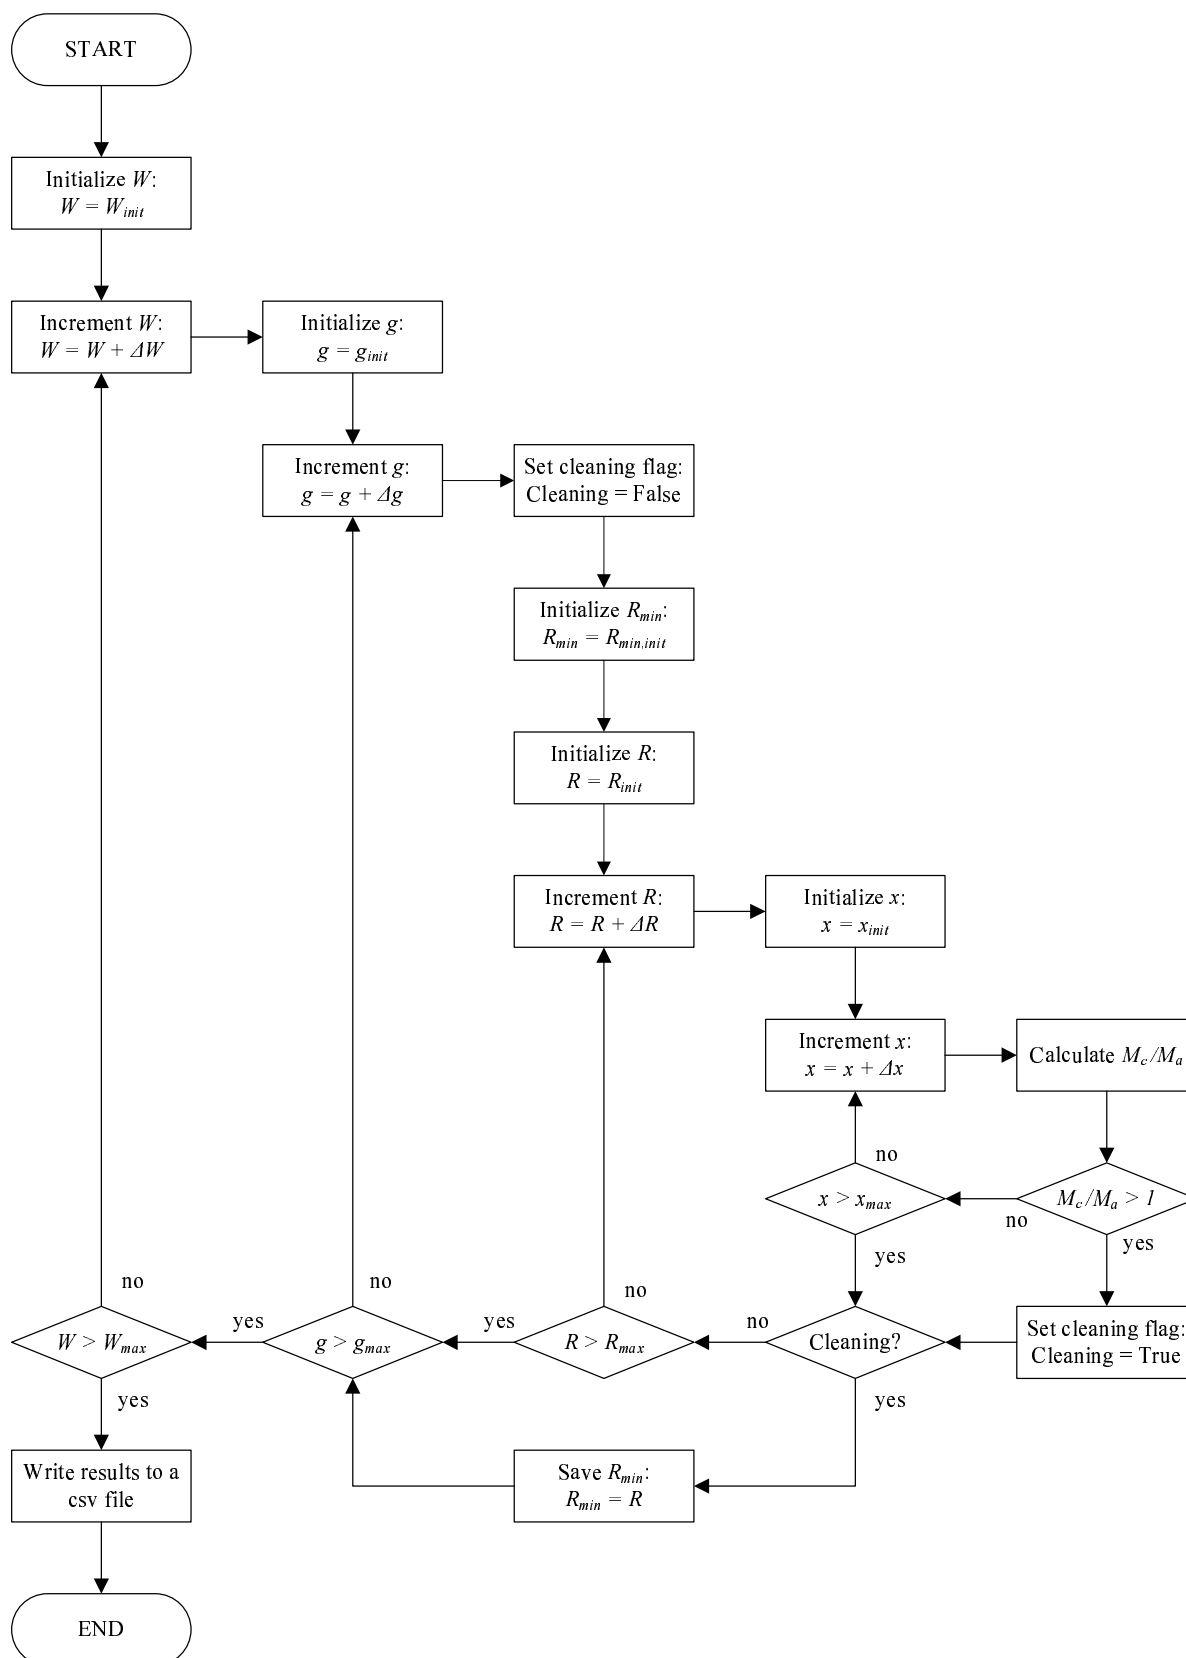 START
Initialize W:
W = W_init
Increment W:
W = W + ΔW
Initialize g:
g = g_init
Increment g:
g = g + Δg
Set cleaning flag:
Cleaning = False
Initialize R_min:
R_min = R_min,init
Initialize R:
R = R_init
Increment R:
R = R + ΔR
Initialize x:
x = x_init
Increment x:
x = x + Δx
Calculate M_c/M_a
no
x > x_max
M_c/M_a > 1
no
yes
yes
no
no
no
yes
yes
no
W > W_max
g > g_max
R > R_max
Cleaning?
Set cleaning flag:
Cleaning = True
yes
yes
Write results to a
csv file
Save R_min:
R_min = R
END